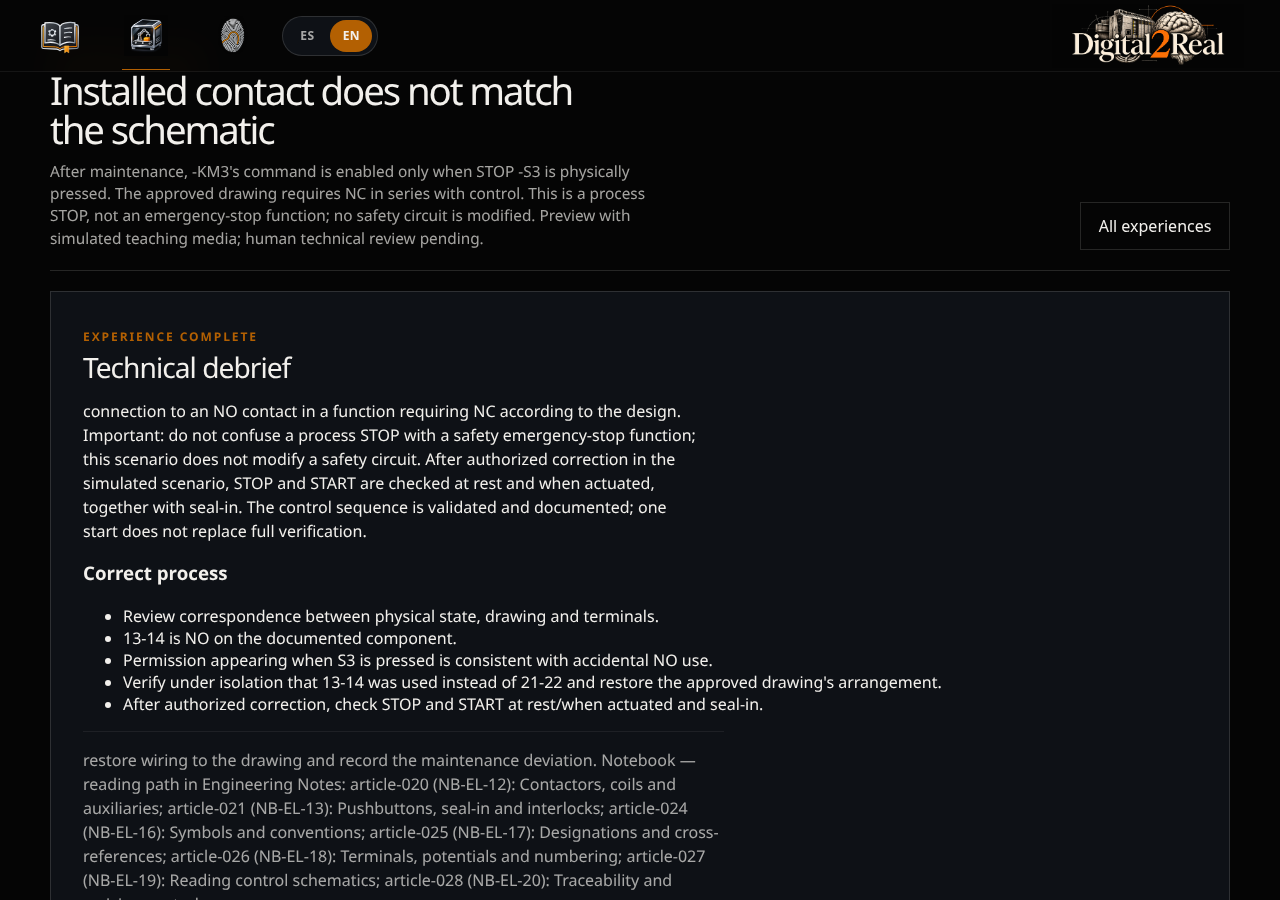 ES
EN
Digital2Real
Installed contact does not match
the schematic
After maintenance, -KM3's command is enabled only when STOP -S3 is physically
pressed. The approved drawing requires NC in series with control. This is a process
STOP, not an emergency-stop function; no safety circuit is modified. Preview with
simulated teaching media; human technical review pending.
All experiences
EXPERIENCE COMPLETE
Technical debrief
connection to an NO contact in a function requiring NC according to the design.
Important: do not confuse a process STOP with a safety emergency-stop function;
this scenario does not modify a safety circuit. After authorized correction in the
simulated scenario, STOP and START are checked at rest and when actuated,
together with seal-in. The control sequence is validated and documented; one
start does not replace full verification.
Correct process
Review correspondence between physical state, drawing and terminals.
13-14 is NO on the documented component.
Permission appearing when S3 is pressed is consistent with accidental NO use.
Verify under isolation that 13-14 was used instead of 21-22 and restore the approved drawing's arrangement.
After authorized correction, check STOP and START at rest/when actuated and seal-in.
restore wiring to the drawing and record the maintenance deviation. Notebook —
reading path in Engineering Notes: article-020 (NB-EL-12): Contactors, coils and
auxiliaries; article-021 (NB-EL-13): Pushbuttons, seal-in and interlocks; article-024
(NB-EL-16): Symbols and conventions; article-025 (NB-EL-17): Designations and cross-
references; article-026 (NB-EL-18): Terminals, potentials and numbering; article-027
(NB-EL-19): Reading control schematics; article-028 (NB-EL-20): Traceability and